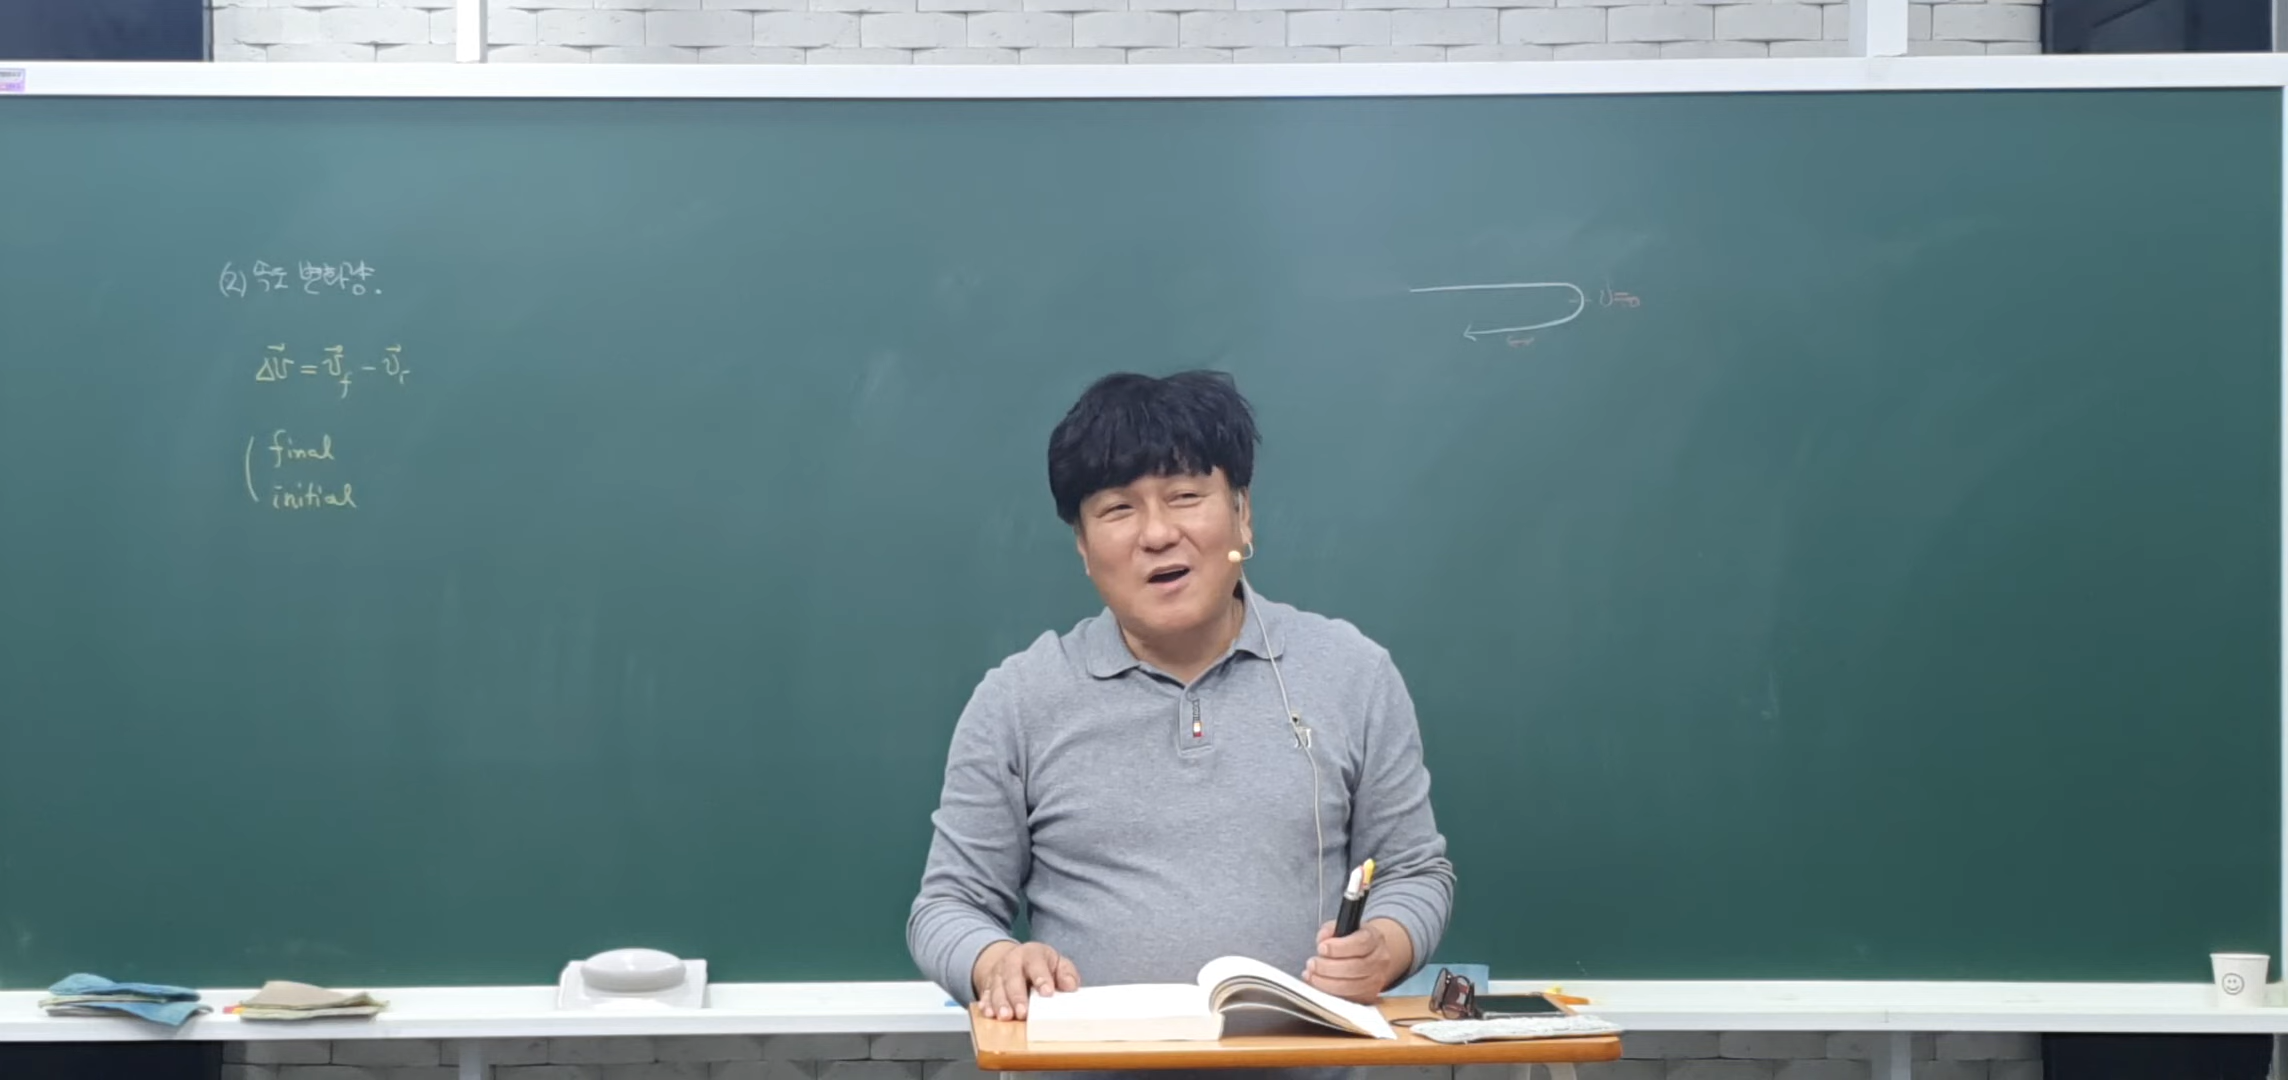 (2) 속도 변화량.
Δv⃗ = v⃗f - v⃗i
final
initial
v=0